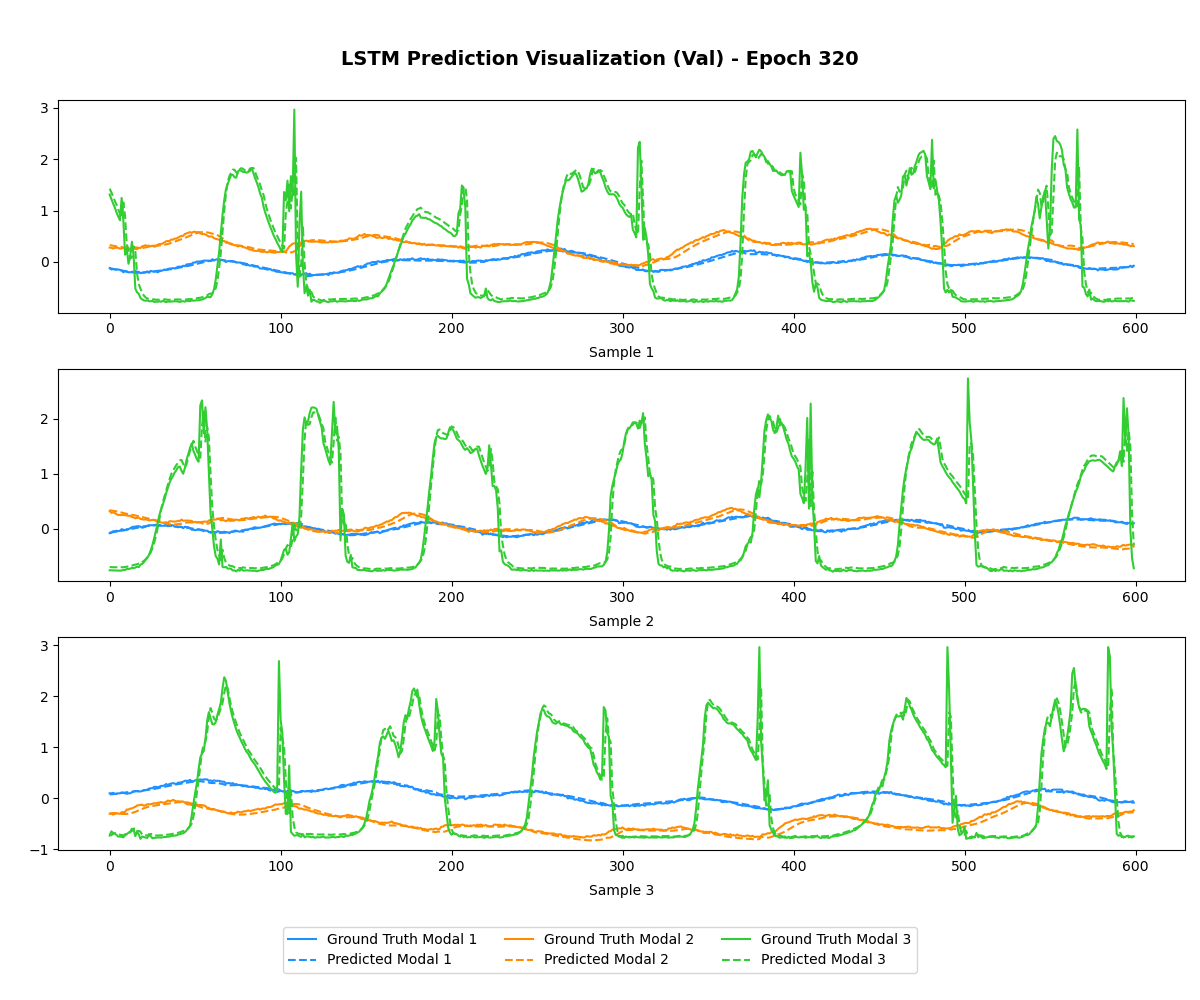 LSTM Prediction Visualization (Val) - Epoch 320
3
2
1
0
0 100 200 300 400 500 600
Sample 1
2
1
0
0 100 200 300 400 500 600
Sample 2
3
2
1
0
−1
0 100 200 300 400 500 600
Sample 3
Ground Truth Modal 1 Ground Truth Modal 2 Ground Truth Modal 3
Predicted Modal 1 Predicted Modal 2 Predicted Modal 3